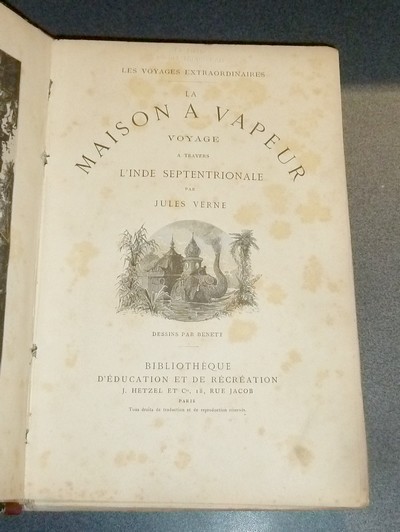 LES VOYAGES EXTRAORDINAIRES
LA
MAISON A VAPEUR
VOYAGE
A TRAVERS
L'INDE SEPTENTRIONALE
PAR
JULES VERNE
DESSINS PAR BENETT
BIBLIOTHÈQUE
D'ÉDUCATION ET DE RÉCRÉATION
J. HETZEL ET Cie, 18, RUE JACOB
PARIS
Tous droits de traduction et de reproduction réservés.